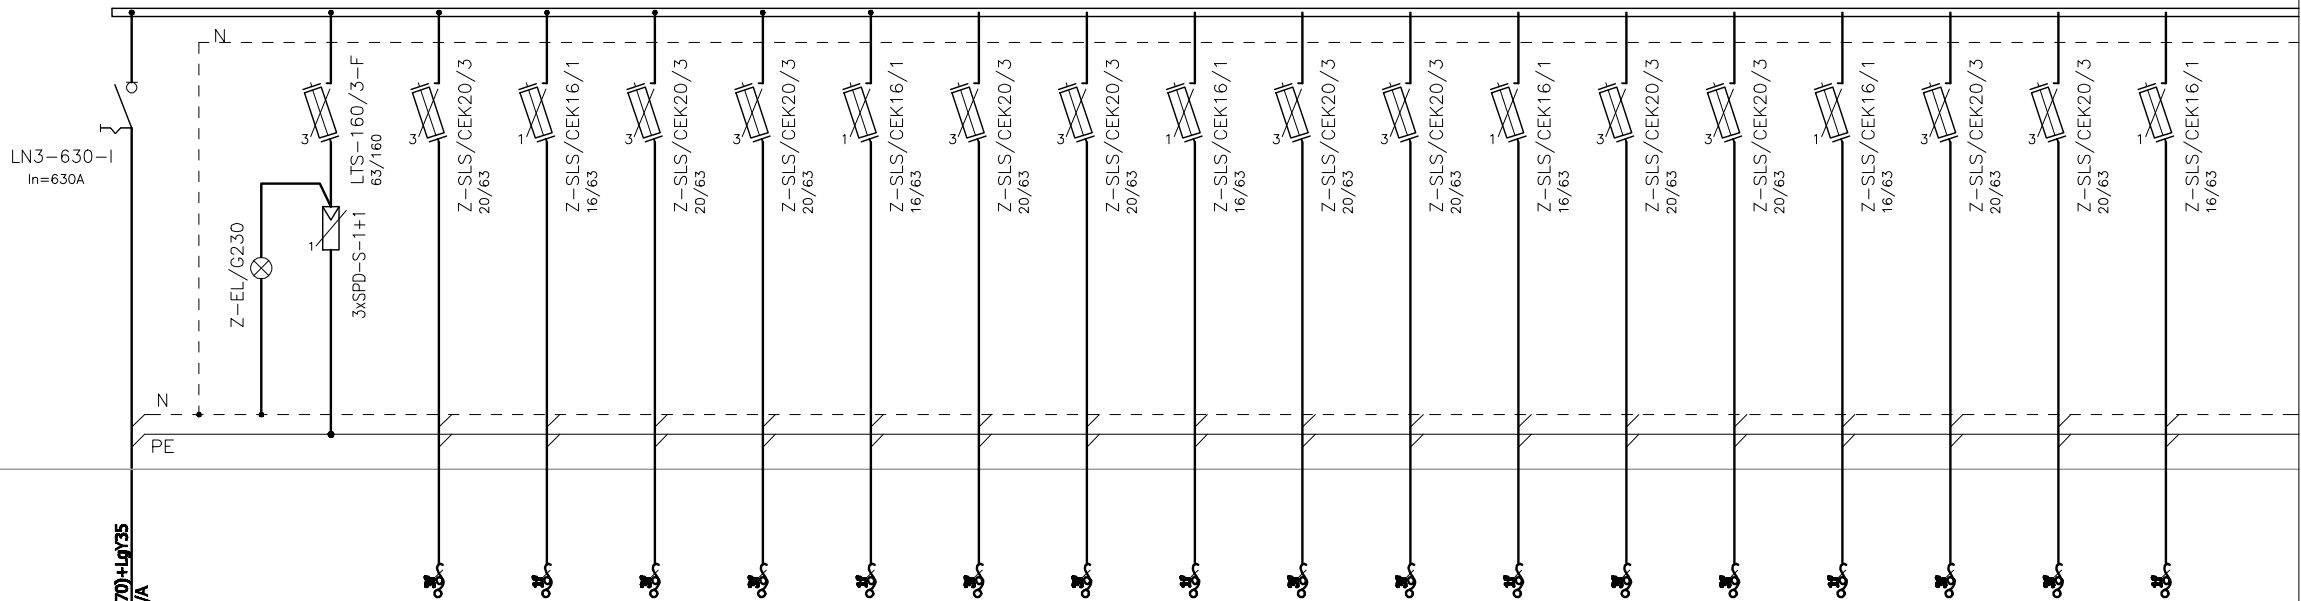 N
LN3-630-I
In=630A
3
LTS-160/3-F
63/160
Z-EL/G230
1
3xSPD-S-1+1
3
Z-SLS/CEK20/3
20/63
1
Z-SLS/CEK16/1
16/63
3
Z-SLS/CEK20/3
20/63
3
Z-SLS/CEK20/3
20/63
1
Z-SLS/CEK16/1
16/63
3
Z-SLS/CEK20/3
20/63
3
Z-SLS/CEK20/3
20/63
1
Z-SLS/CEK16/1
16/63
3
Z-SLS/CEK20/3
20/63
3
Z-SLS/CEK20/3
20/63
1
Z-SLS/CEK16/1
16/63
3
Z-SLS/CEK20/3
20/63
3
Z-SLS/CEK20/3
20/63
1
Z-SLS/CEK16/1
16/63
3
Z-SLS/CEK20/3
20/63
3
Z-SLS/CEK20/3
20/63
1
Z-SLS/CEK16/1
16/63
N
PE
70)+LgY35
/A